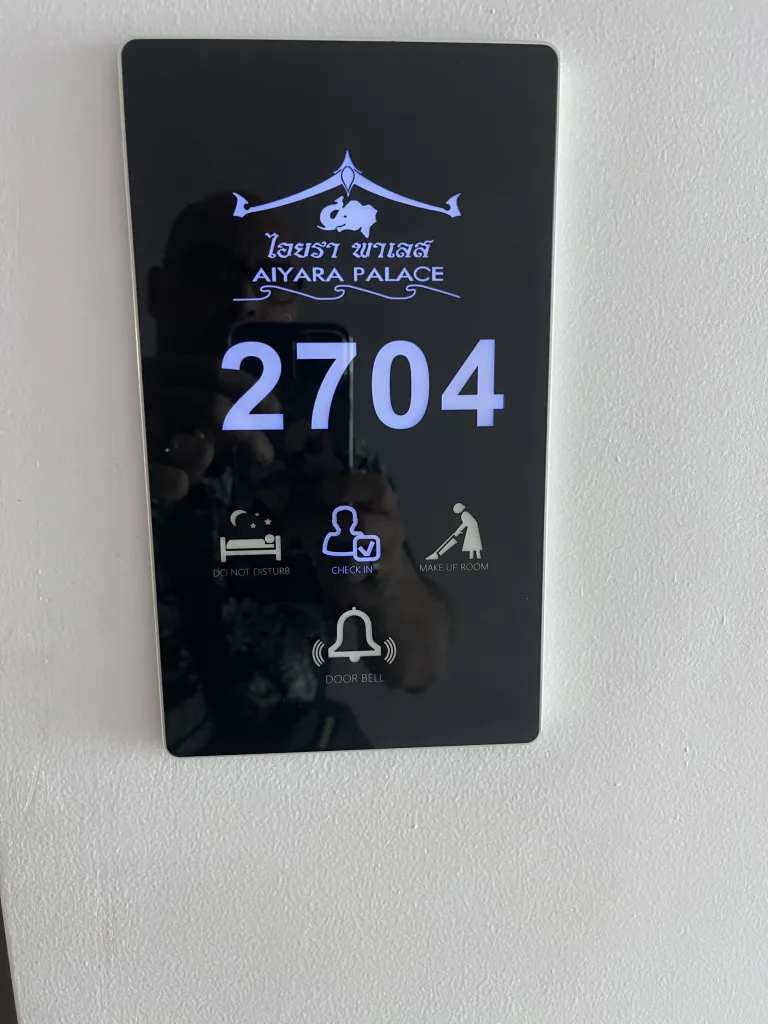 ไอยรา พาเลส
AIYARA PALACE
2704
DO NOT DISTURB
CHECK IN
MAKE UP ROOM
DOOR BELL